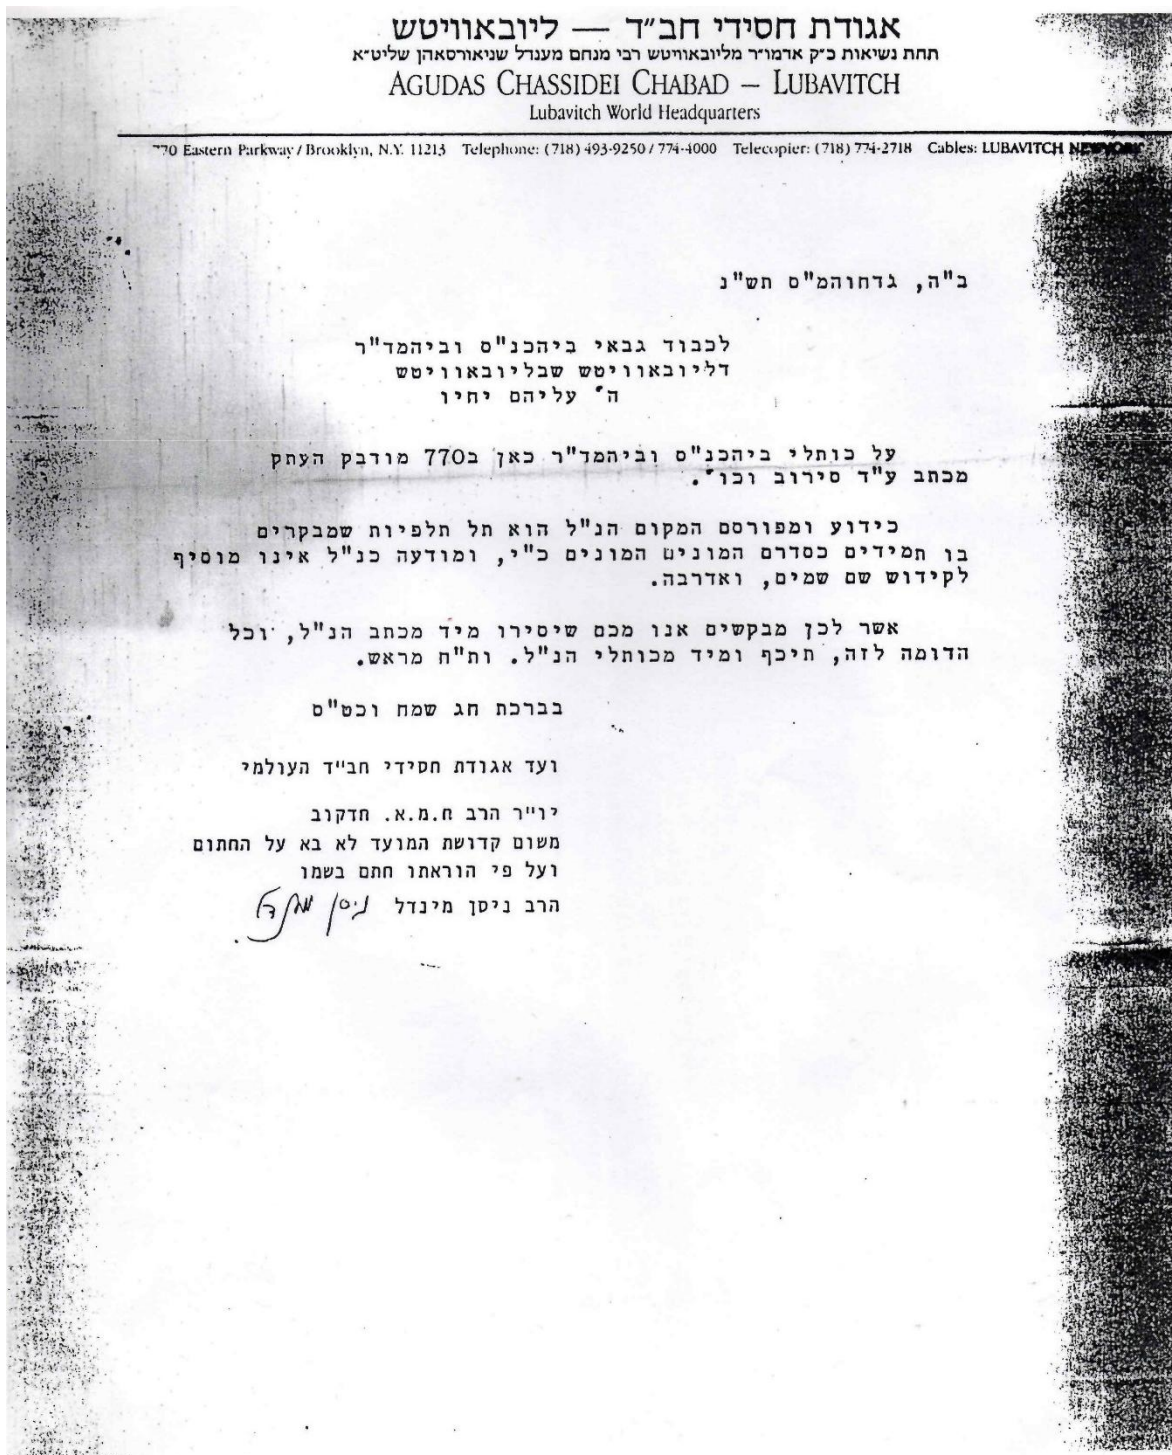 אגודת חסידי חב״ד — ליובאוויטש
תחת נשיאות כ״ק אדמו״ר מליובאוויטש רבי מנחם מענדל שניאורסאהן שליט״א
AGUDAS CHASSIDEI CHABAD – LUBAVITCH
Lubavitch World Headquarters
770 Eastern Parkway / Brooklyn, N.Y. 11213 Telephone: (718) 493-9250 / 774-4000 Telecopier: (718) 774-2718 Cables: LUBAVITCH NEWYORK
ב"ה, גדחוהמ"ס תש"נ
לכבוד גבאי ביהכנ"ס וביהמד"ר
דליובאוויטש שבליובאוויטש
ה' עליהם יחיו
על כותלי ביהכנ"ס וביהמד"ר כאן ב770 מודבק העתק
מכתב ע"ד סירוב וכו'.
כידוע ומפורסם המקום הנ"ל הוא תל תלפיות שמבקרים
בו תמידים כסדרם המונים המונים כ"י, ומודעה כנ"ל אינו מוסיף
לקידוש שם שמים, ואדרבה.
אשר לכן מבקשים אנו מכם שיסירו מיד מכתב הנ"ל, וכל
הדומה לזה, תיכף ומיד מכותלי הנ"ל. ות"ח מראש.
בברכת חג שמח וכט"ס
ועד אגודת חסידי חב"ד העולמי
יו"ר הרב ח.מ.א. חדקוב
משום קדושת המועד לא בא על החתום
ועל פי הוראתו חתם בשמו
הרב ניסן מינדל ניסן מינדל